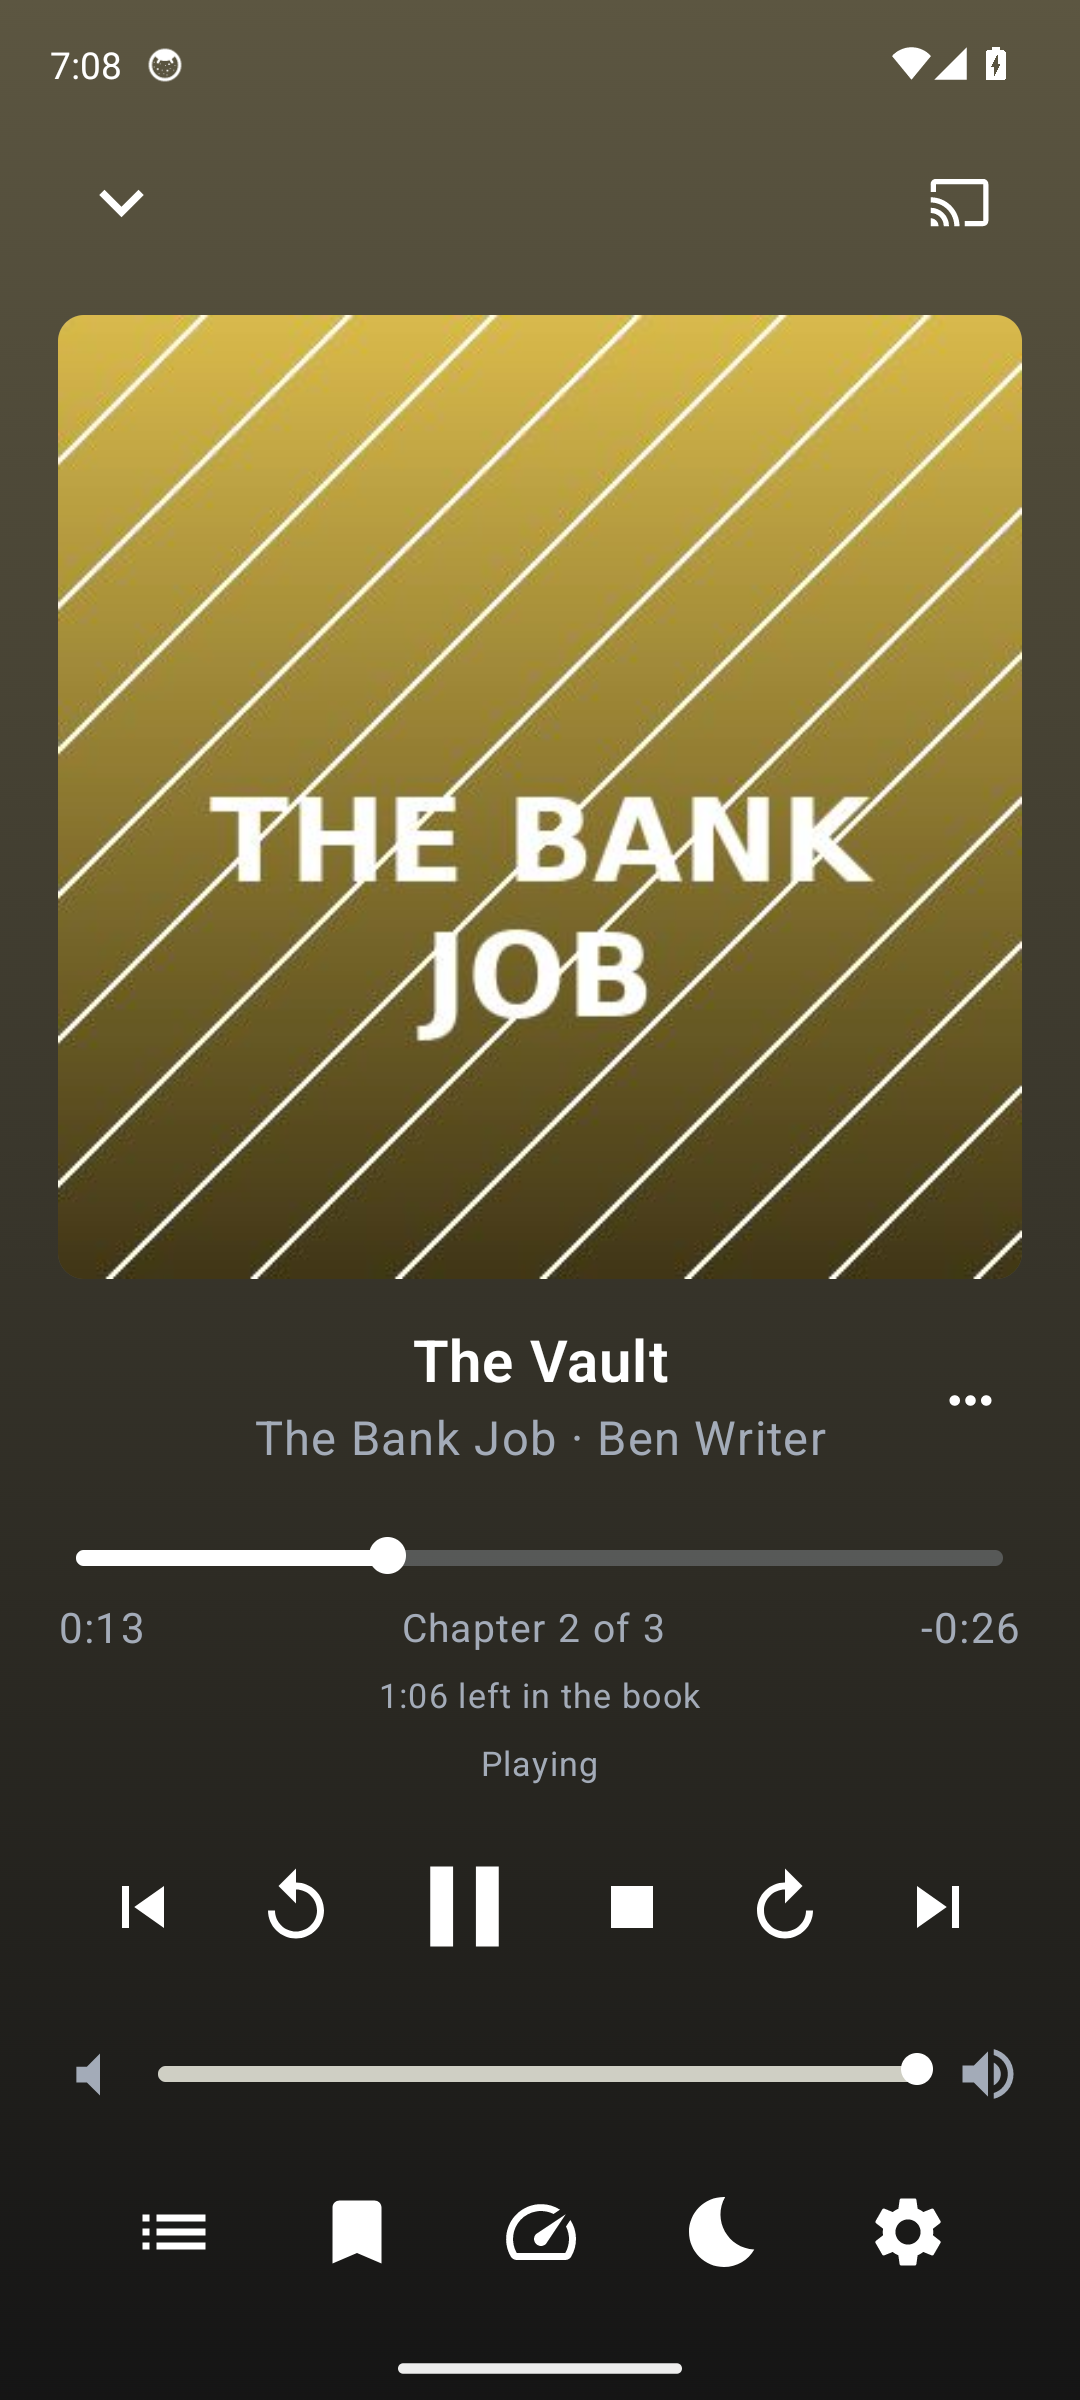 7:08
THE BANK
JOB
The Vault
The Bank Job · Ben Writer
0:13 Chapter 2 of 3 -0:26
1:06 left in the book
Playing